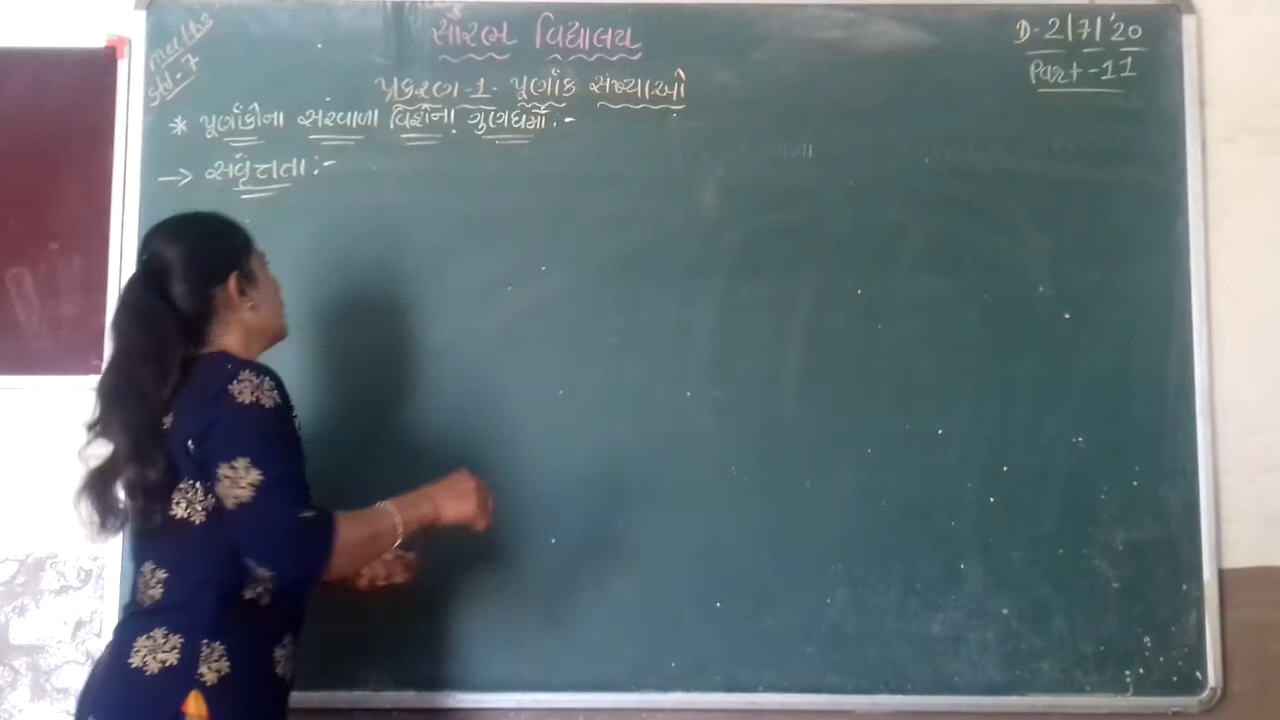 Maths
Std-7
સૌરભ વિદ્યાલય
D-2/7/'20
Part-11
પ્રકરણ-1- પૂર્ણાંક સંખ્યાઓ
* પૂર્ણાંકોના સરવાળા વિશેના ગુણધર્મો :-
→ સંવૃત્તતા :-